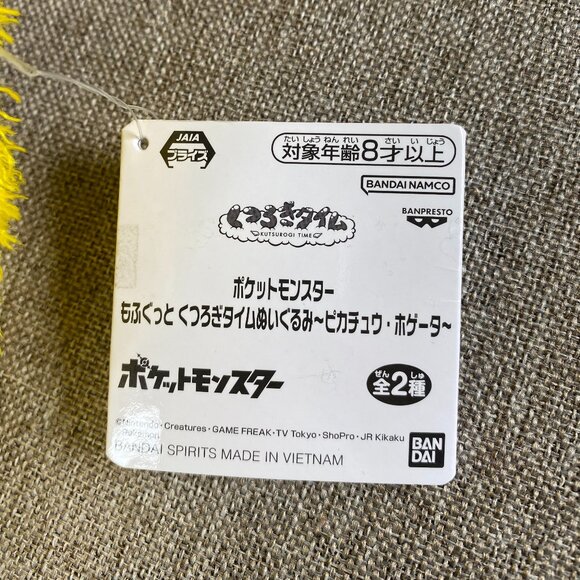 JAIA
プライズ
たいしょうねんれい さい いじょう
対象年齢8才以上
BANDAI NAMCO
BANPRESTO
くつろぎタイム
KUTSUROGI TIME
ポケットモンスター
もふぐっと くつろぎタイムぬいぐるみ~ピカチュウ・ホゲータ~
ポケットモンスター
ぜん しゅ
全2種
©Nintendo・Creatures・GAME FREAK・TV Tokyo・ShoPro・JR Kikaku
©Pokémon
BANDAI SPIRITS MADE IN VIETNAM
BAN
DAI